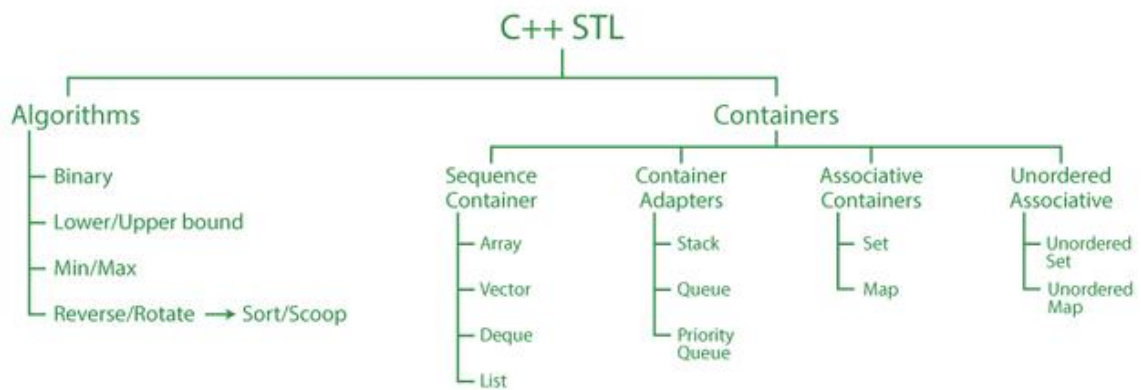 C++ STL
Algorithms
Binary
Lower/Upper bound
Min/Max
Reverse/Rotate → Sort/Scoop
Containers
Sequence
Container
Array
Vector
Deque
List
Container
Adapters
Stack
Queue
Priority
Queue
Associative
Containers
Set
Map
Unordered
Associative
Unordered
Set
Unordered
Map